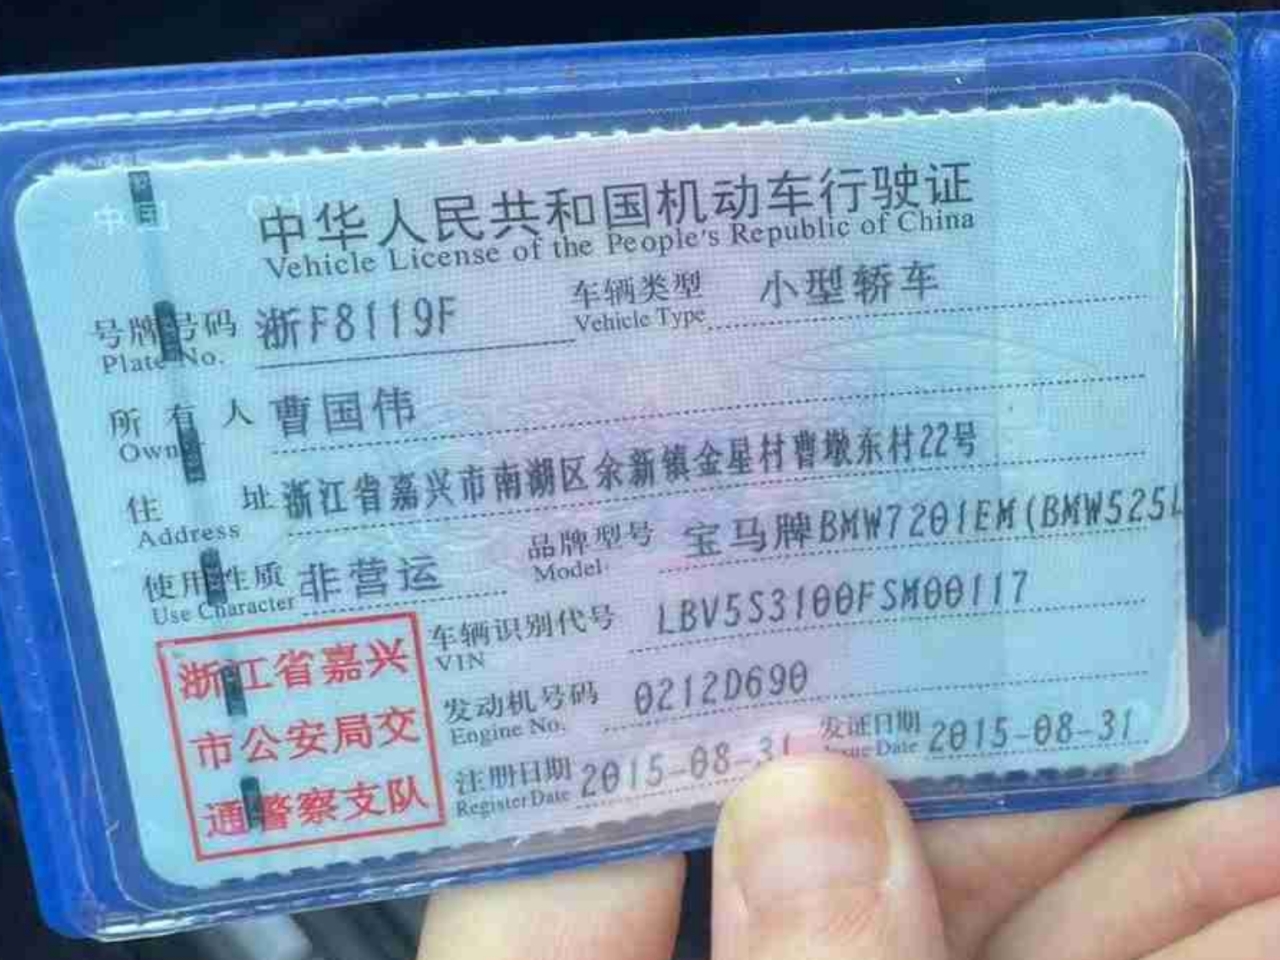 中国
中华人民共和国机动车行驶证
Vehicle License of the People's Republic of China
号牌号码 浙F8119F 车辆类型 小型轿车
Plate No. Vehicle Type
所有人 曹国伟
Owner
住址 浙江省嘉兴市南湖区余新镇金星村曹墩东村22号
Address
使用性质 非营运 品牌型号 宝马牌BMW7201EM(BMW525L
Use Character Model
车辆识别代号 LBV5S3100FSM00117
VIN
发动机号码 0212D690
Engine No.
注册日期 2015-08-31 发证日期 2015-08-31
Register Date Issue Date
浙江省嘉兴
市公安局交
通警察支队